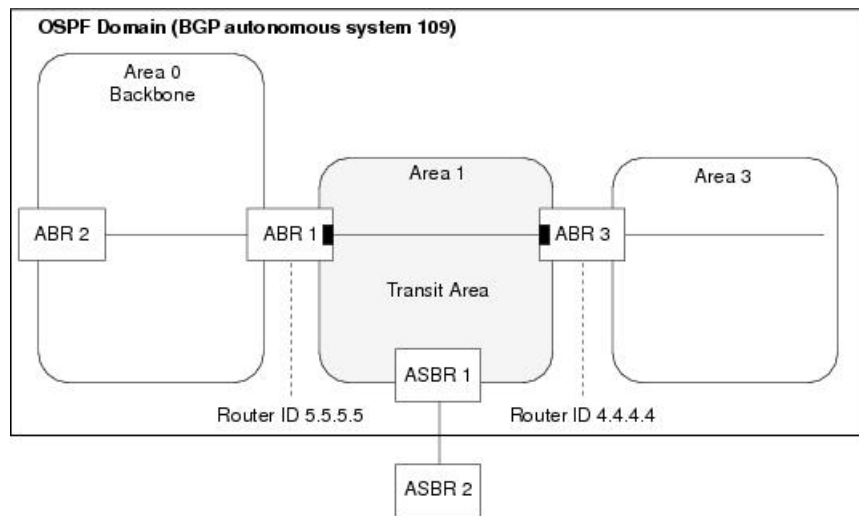 OSPF Domain (BGP autonomous system 109)
Area 0
Backbone
Area 1
Area 3
ABR 2
ABR 1
ABR 3
Transit Area
ASBR 1
Router ID 5.5.5.5
Router ID 4.4.4.4
ASBR 2